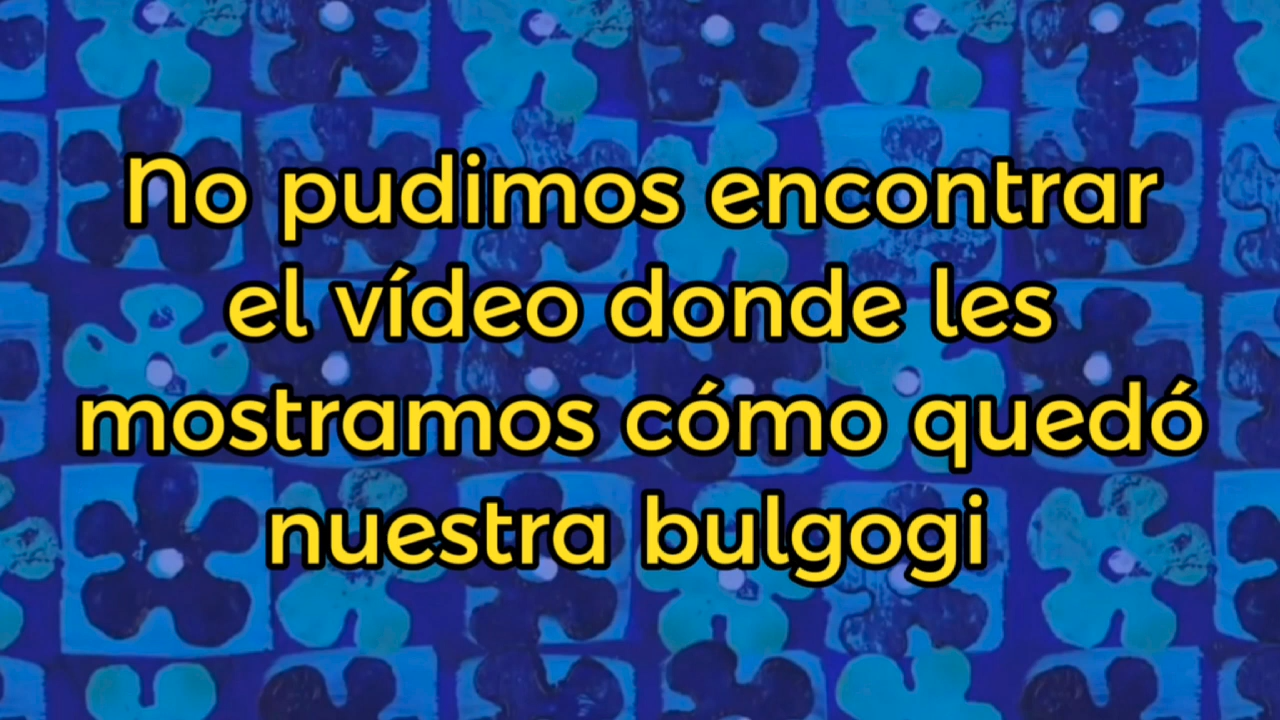 No pudimos encontrar
el vídeo donde les
mostramos cómo quedó
nuestra bulgogi